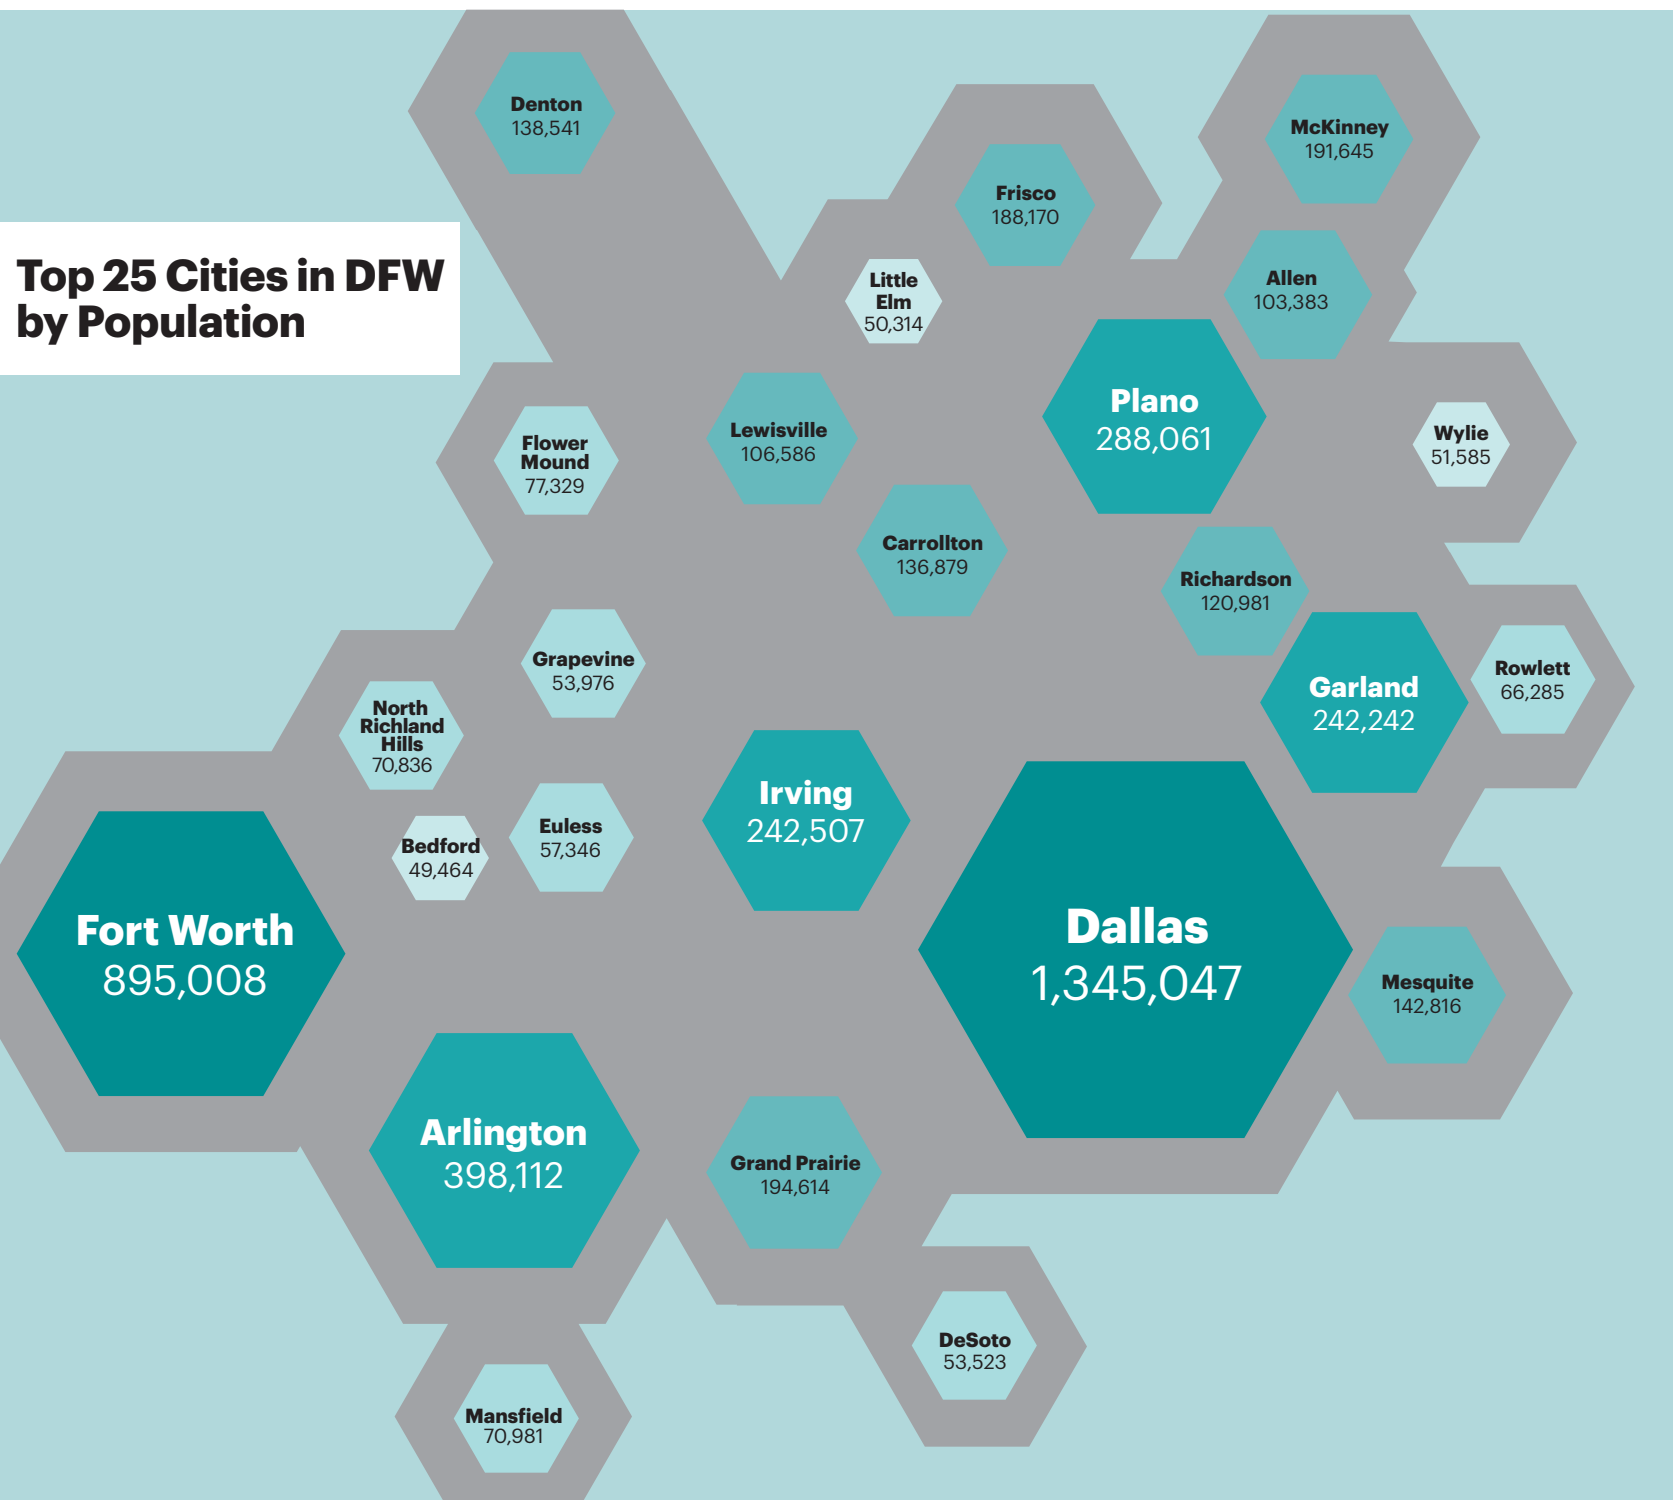 Top 25 Cities in DFW
by Population
Denton
138,541
McKinney
191,645
Frisco
188,170
Little
Elm
50,314
Allen
103,383
Plano
288,061
Lewisville
106,586
Flower
Mound
77,329
Wylie
51,585
Carrollton
136,879
Richardson
120,981
Grapevine
53,976
Garland
242,242
Rowlett
66,285
North
Richland
Hills
70,836
Irving
242,507
Euless
57,346
Bedford
49,464
Fort Worth
895,008
Dallas
1,345,047
Mesquite
142,816
Arlington
398,112
Grand Prairie
194,614
DeSoto
53,523
Mansfield
70,981